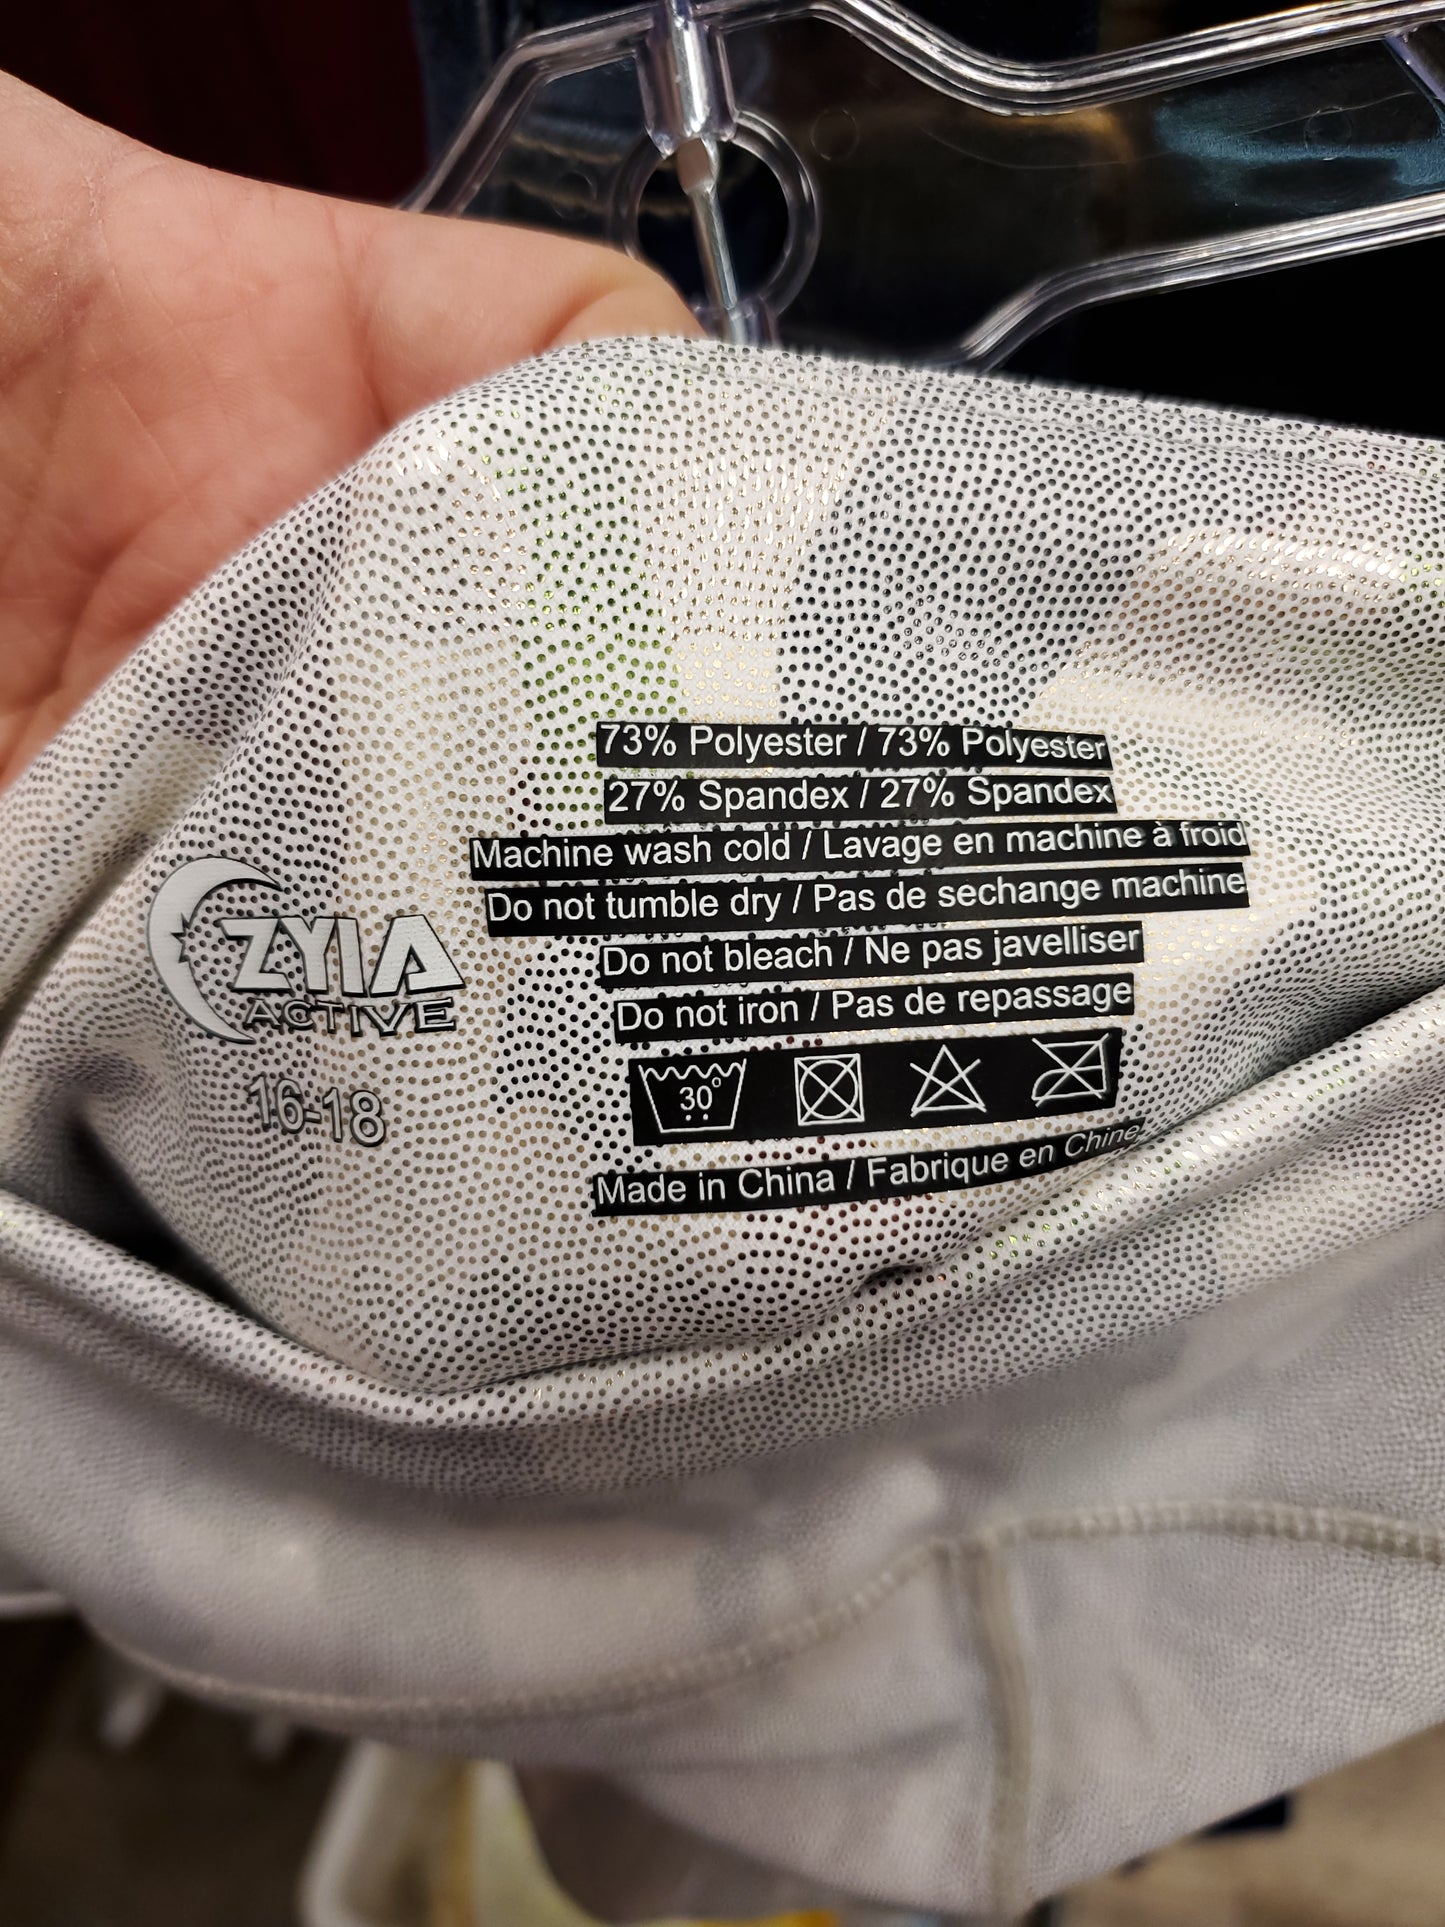 73% Polyester / 73% Polyester
27% Spandex / 27% Spandex
Machine wash cold / Lavage en machine à froid
Do not tumble dry / Pas de sechange machine
Do not bleach / Ne pas javelliser
Do not iron / Pas de repassage
30°
Made in China / Fabrique en Chine
ZYIA
ACTIVE
16-18